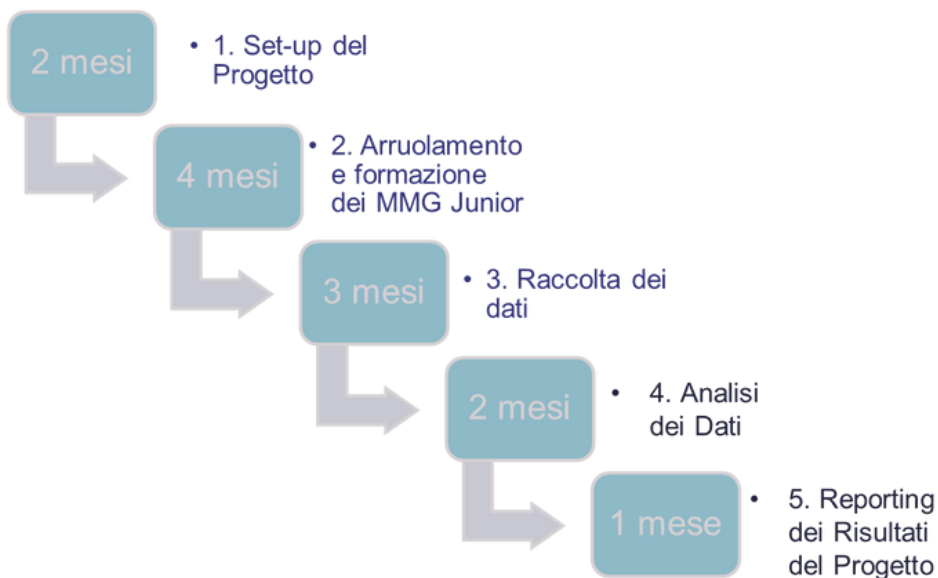 2 mesi
• 1. Set-up del
Progetto
4 mesi
• 2. Arruolamento
e formazione
dei MMG Junior
3 mesi
• 3. Raccolta dei
dati
2 mesi
• 4. Analisi
dei Dati
1 mese
• 5. Reporting
dei Risultati
del Progetto